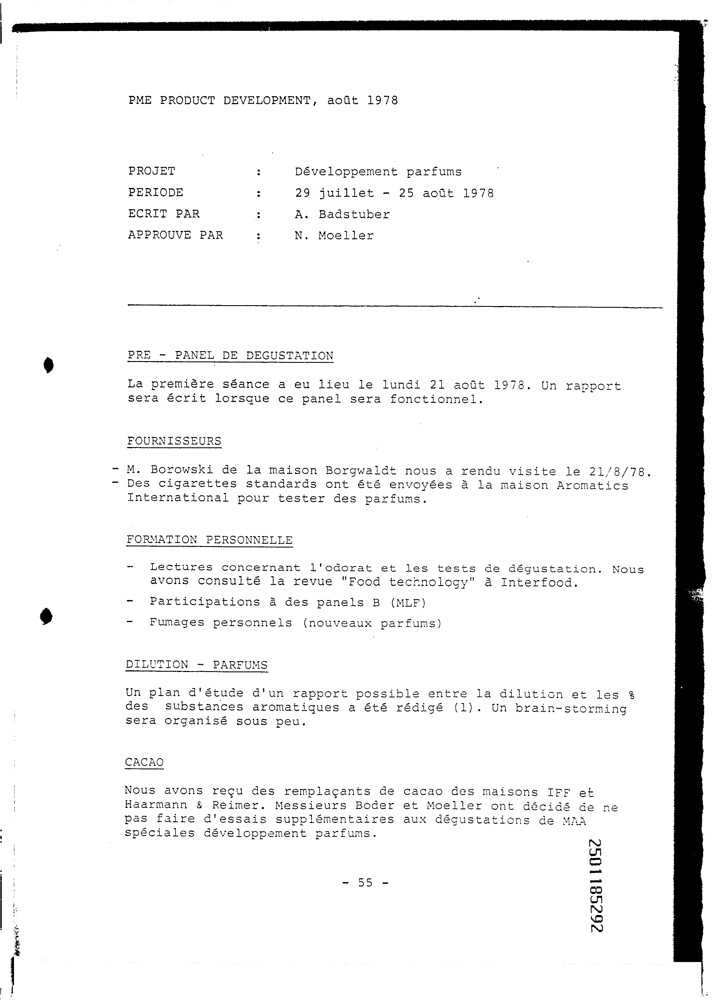 PME PRODUCT DEVELOPMENT, août 1978
PROJET : Développement parfums
PERIODE : 29 juillet - 25 août 1978
ECRIT PAR : A. Badstuber
APPROUVE PAR : N. Moeller
PRE - PANEL DE DEGUSTATION
La première séance a eu lieu le lundi 21 août 1978. Un rapport
sera écrit lorsque ce panel sera fonctionnel.
FOURNISSEURS
- M. Borowski de la maison Borgwaldt nous a rendu visite le 21/8/78.
- Des cigarettes standards ont été envoyées à la maison Aromatics
International pour tester des parfums.
FORMATION PERSONNELLE
- Lectures concernant l'odorat et les tests de dégustation. Nous
avons consulté la revue "Food technology" à Interfood.
- Participations à des panels B (MLF)
- Fumages personnels (nouveaux parfums)
DILUTION - PARFUMS
Un plan d'étude d'un rapport possible entre la dilution et les %
des substances aromatiques a été rédigé (1). Un brain-storming
sera organisé sous peu.
CACAO
Nous avons reçu des remplaçants de cacao des maisons IFF et
Haarmann & Reimer. Messieurs Boder et Moeller ont décidé de ne
pas faire d'essais supplémentaires aux dégustations de MAA
spéciales développement parfums.
- 55 -
2501185292